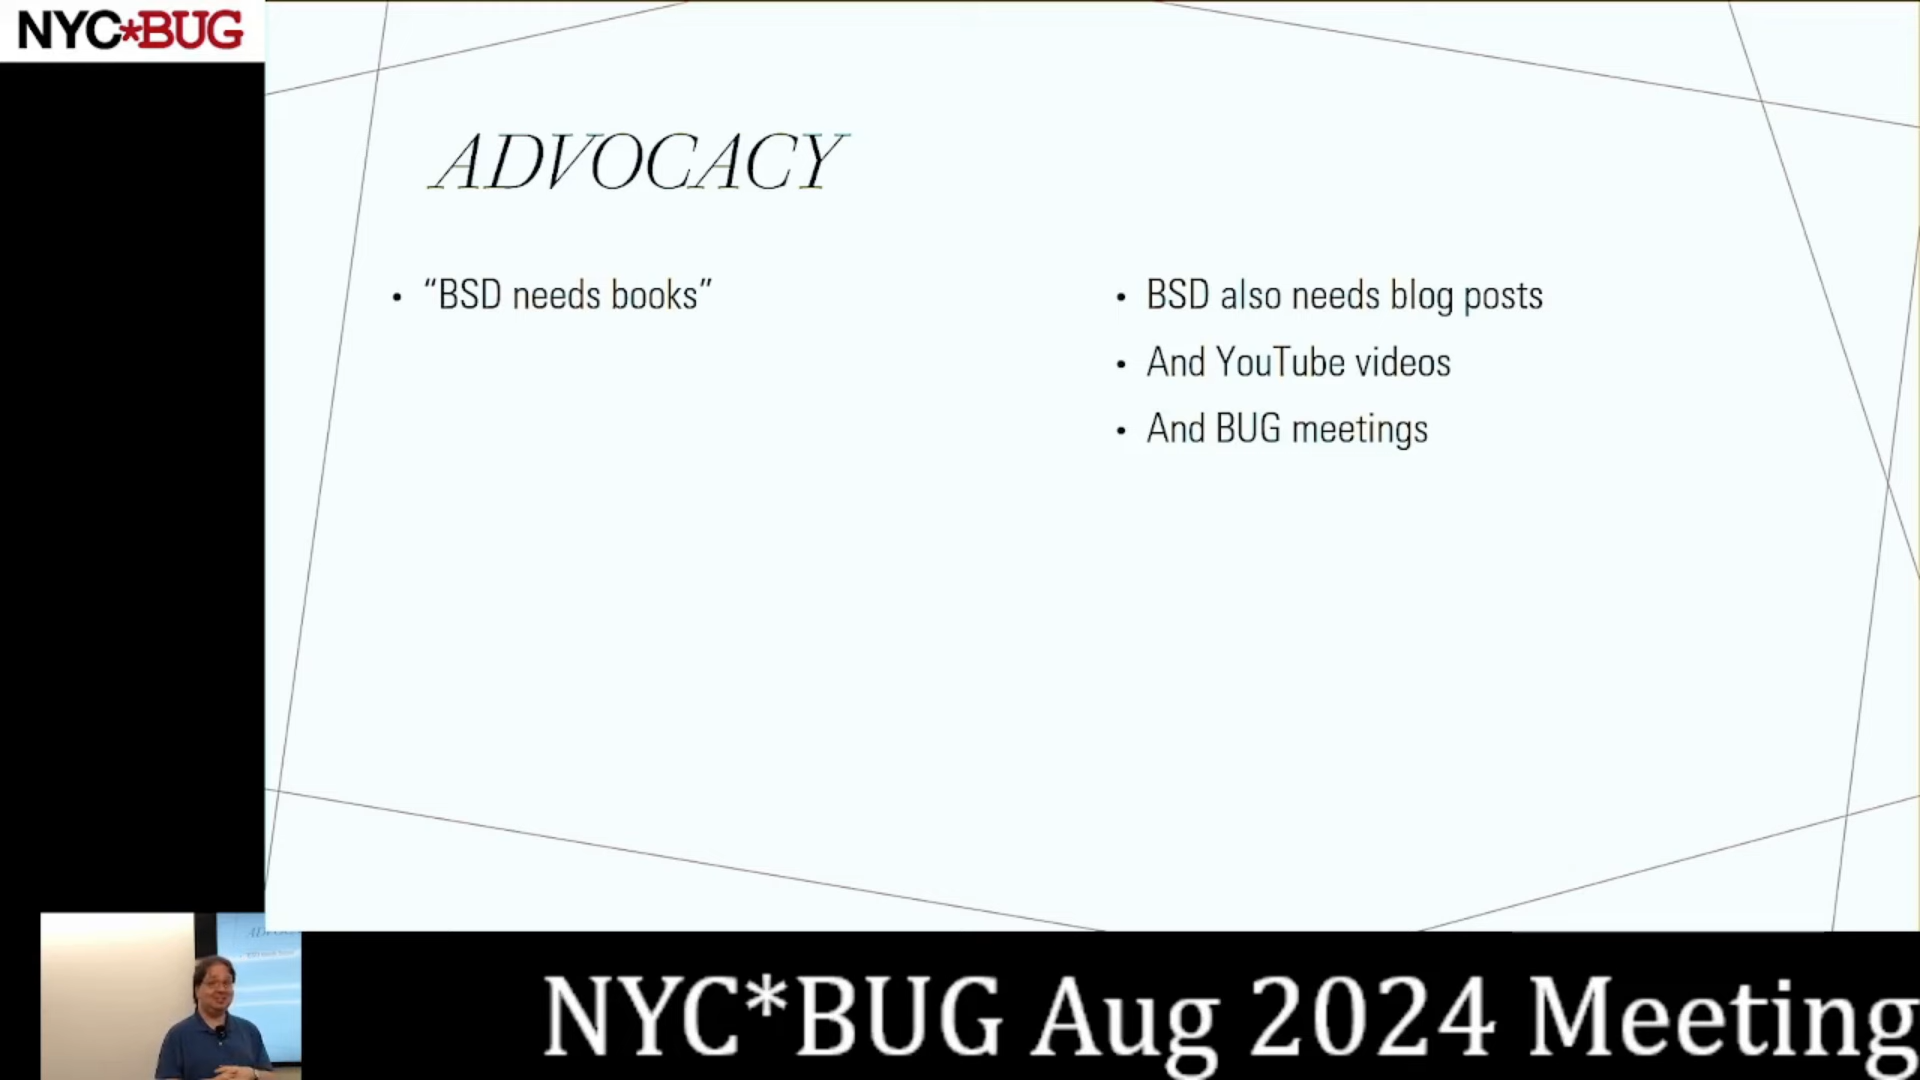 NYC*BUG
ADVOCACY
• “BSD needs books”
• BSD also needs blog posts
• And YouTube videos
• And BUG meetings
ADVOCACY
NYC*BUG Aug 2024 Meeting